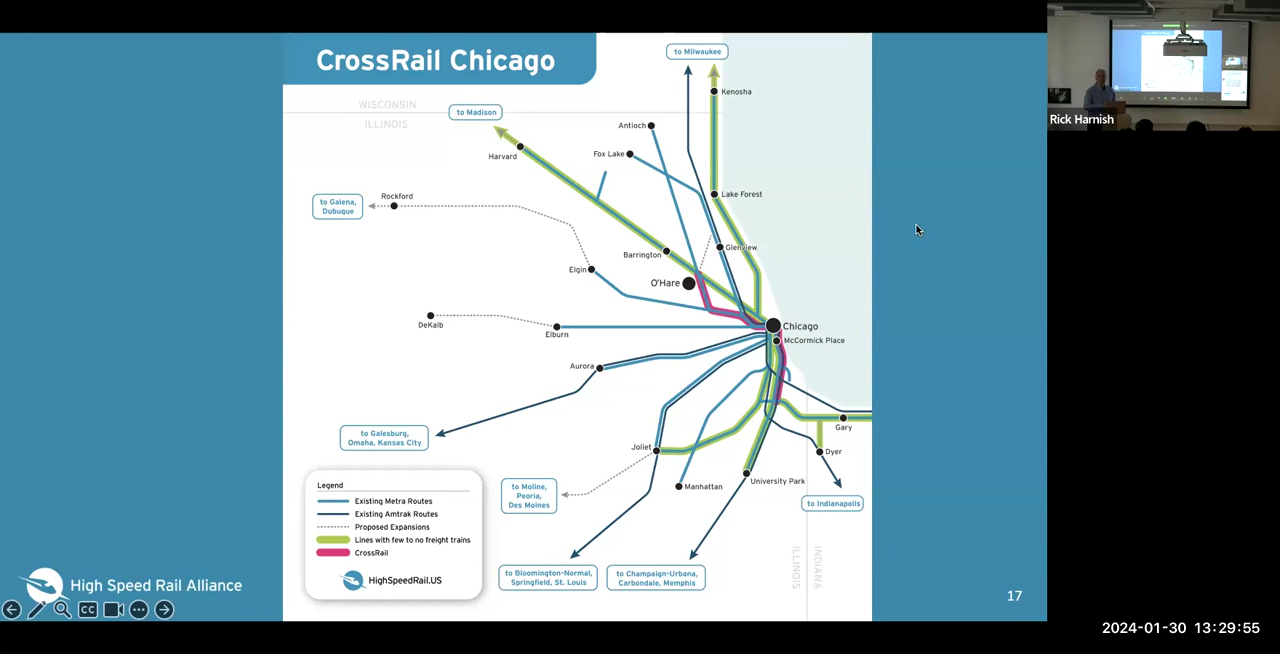 CrossRail Chicago
WISCONSIN
ILLINOIS
to Milwaukee
Kenosha
to Madison
Antioch
Harvard
Fox Lake
Lake Forest
to Galena,
Dubuque
Rockford
Glenview
Barrington
Elgin
O'Hare
DeKalb
Elburn
Chicago
McCormick Place
Aurora
Gary
to Galesburg,
Omaha, Kansas City
Joliet
Dyer
to Moline,
Peoria,
Des Moines
Manhattan
University Park
to Indianapolis
ILLINOIS
INDIANA
to Bloomington-Normal,
Springfield, St. Louis
to Champaign-Urbana,
Carbondale, Memphis
Legend
Existing Metra Routes
Existing Amtrak Routes
Proposed Expansions
Lines with few to no freight trains
CrossRail
HighSpeedRail.US
High Speed Rail Alliance
CC
17
Rick Harnish
2024-01-30 13:29:55